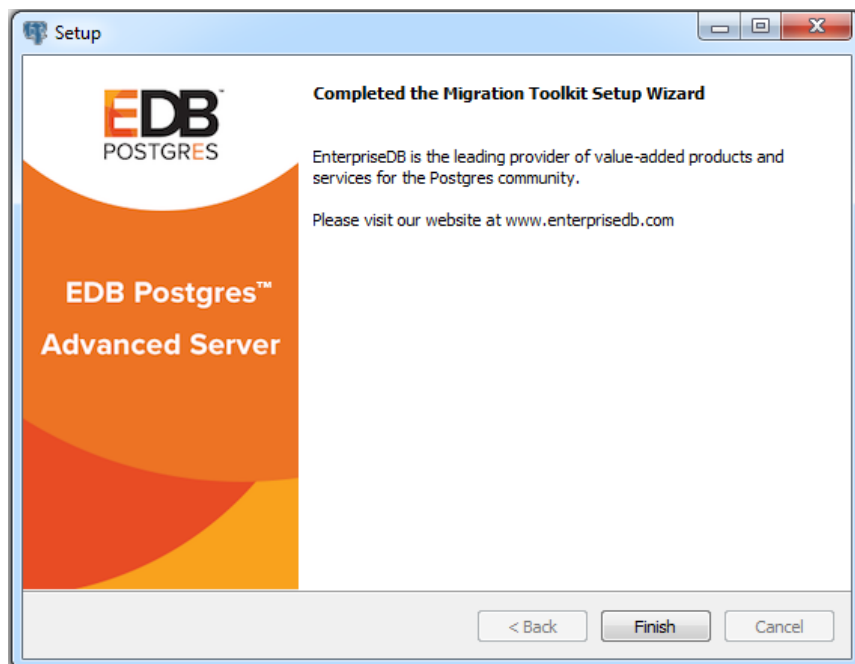 Setup
EDB™
POSTGRES
EDB Postgres™
Advanced Server
Completed the Migration Toolkit Setup Wizard
EnterpriseDB is the leading provider of value-added products and
services for the Postgres community.
Please visit our website at www.enterprisedb.com
< Back
Finish
Cancel